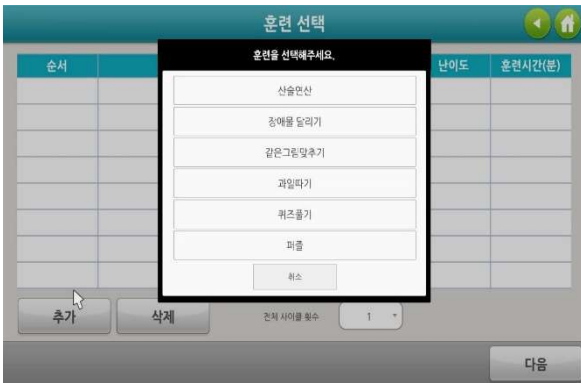 훈련 선택
훈련을 선택해주세요.
순서 난이도 훈련시간(분)
산술연산
장애물 달리기
같은그림맞추기
과일따기
퀴즈풀기
퍼즐
취소
추가 삭제 전체 사이클 횟수 1
다음